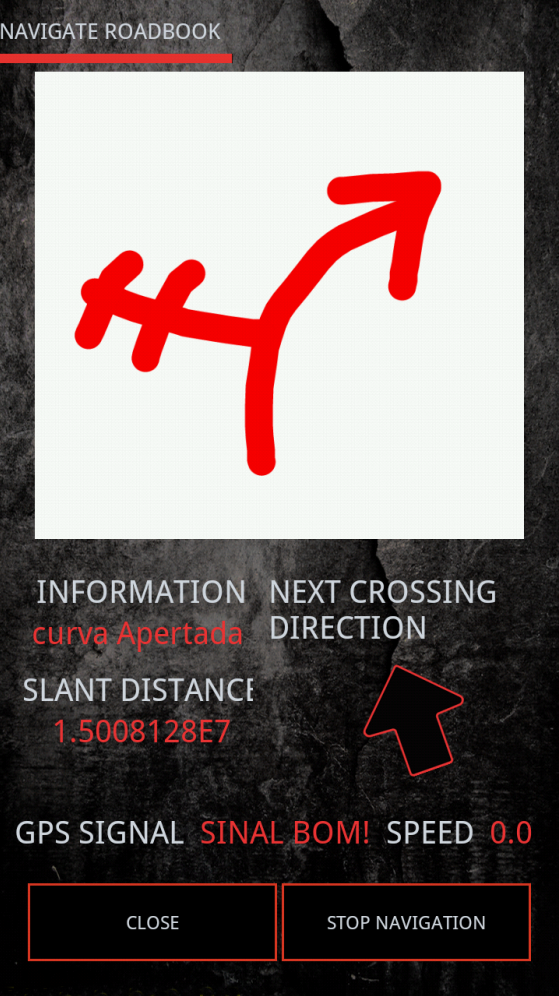 NAVIGATE ROADBOOK
INFORMATION
curva Apertada
SLANT DISTANCE
1.5008128E7
NEXT CROSSING
DIRECTION
GPS SIGNAL SINAL BOM! SPEED 0.0
CLOSE
STOP NAVIGATION